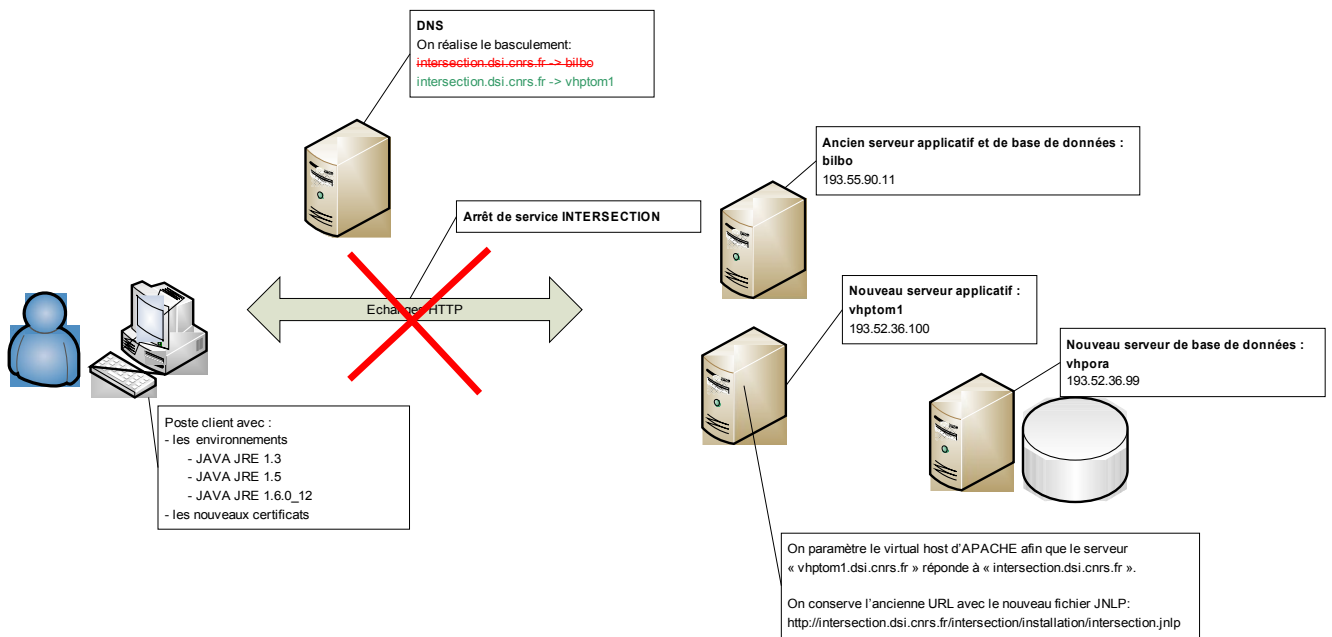 DNS
On réalise le basculement:
intersection.dsi.cnrs.fr -> bilbo
intersection.dsi.cnrs.fr -> vhptom1
Ancien serveur applicatif et de base de données :
bilbo
193.55.90.11
Arrêt de service INTERSECTION
Echanges HTTP
Nouveau serveur applicatif :
vhptom1
193.52.36.100
Nouveau serveur de base de données :
vhpora
193.52.36.99
Poste client avec :
- les environnements
- JAVA JRE 1.3
- JAVA JRE 1.5
- JAVA JRE 1.6.0_12
- les nouveaux certificats
On paramètre le virtual host d’APACHE afin que le serveur
« vhptom1.dsi.cnrs.fr » réponde à « intersection.dsi.cnrs.fr ».
On conserve l’ancienne URL avec le nouveau fichier JNLP:
http://intersection.dsi.cnrs.fr/intersection/installation/intersection.jnlp